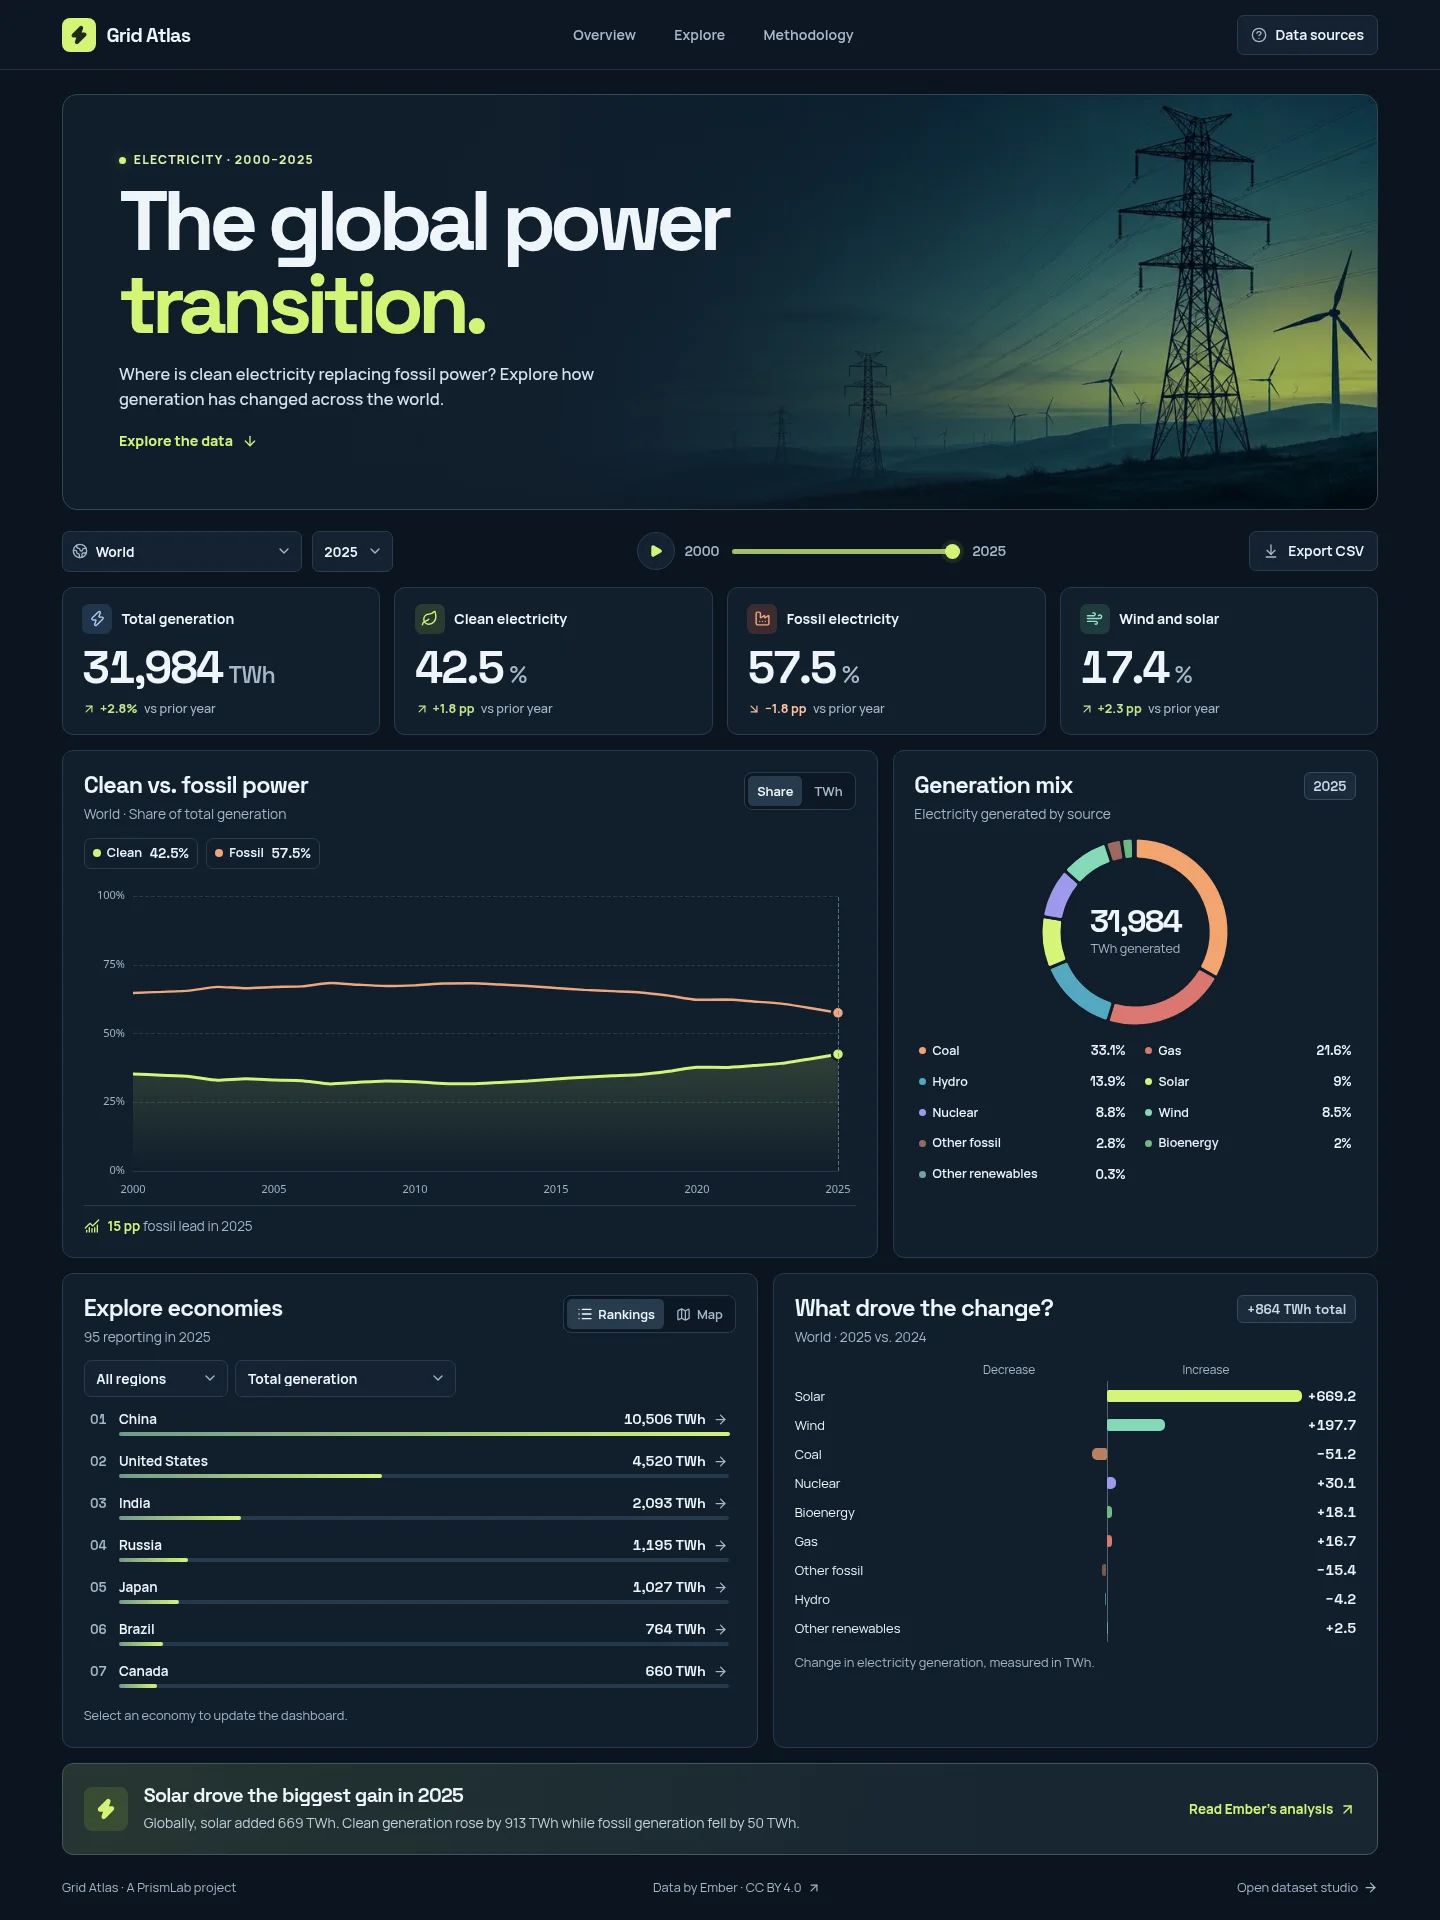 Grid Atlas
Overview
Explore
Methodology
Data sources
ELECTRICITY · 2000–2025
The global power
transition.
Where is clean electricity replacing fossil power? Explore how
generation has changed across the world.
Explore the data
World
2025
2000
2025
Export CSV
Total generation
31,984 TWh
+2.8% vs prior year
Clean electricity
42.5 %
+1.8 pp vs prior year
Fossil electricity
57.5 %
−1.8 pp vs prior year
Wind and solar
17.4 %
+2.3 pp vs prior year
Clean vs. fossil power
World · Share of total generation
Share
TWh
Clean 42.5%
Fossil 57.5%
100%
75%
50%
25%
0%
2000
2005
2010
2015
2020
2025
15 pp fossil lead in 2025
Generation mix
2025
Electricity generated by source
31,984
TWh generated
Coal 33.1%
Gas 21.6%
Hydro 13.9%
Solar 9%
Nuclear 8.8%
Wind 8.5%
Other fossil 2.8%
Bioenergy 2%
Other renewables 0.3%
Explore economies
95 reporting in 2025
Rankings
Map
All regions
Total generation
01 China 10,506 TWh
02 United States 4,520 TWh
03 India 2,093 TWh
04 Russia 1,195 TWh
05 Japan 1,027 TWh
06 Brazil 764 TWh
07 Canada 660 TWh
Select an economy to update the dashboard.
What drove the change?
+864 TWh total
World · 2025 vs. 2024
Decrease
Increase
Solar +669.2
Wind +197.7
Coal −51.2
Nuclear +30.1
Bioenergy +18.1
Gas +16.7
Other fossil −15.4
Hydro −4.2
Other renewables +2.5
Change in electricity generation, measured in TWh.
Solar drove the biggest gain in 2025
Globally, solar added 669 TWh. Clean generation rose by 913 TWh while fossil generation fell by 50 TWh.
Read Ember's analysis
Grid Atlas · A PrismLab project
Data by Ember · CC BY 4.0
Open dataset studio